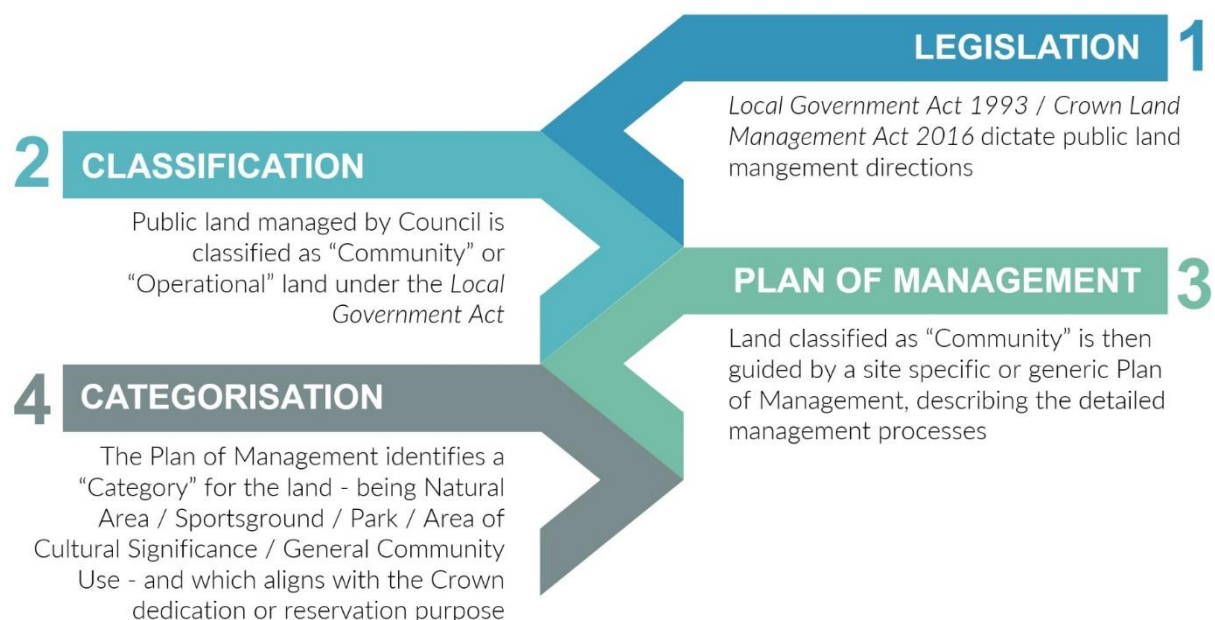 LEGISLATION 1
Local Government Act 1993 / Crown Land
Management Act 2016 dictate public land
mangement directions
2 CLASSIFICATION
Public land managed by Council is
classified as “Community” or
“Operational” land under the Local
Government Act
PLAN OF MANAGEMENT 3
Land classified as “Community” is then
guided by a site specific or generic Plan
of Management, describing the detailed
management processes
4 CATEGORISATION
The Plan of Management identifies a
“Category” for the land - being Natural
Area / Sportsground / Park / Area of
Cultural Significance / General Community
Use - and which aligns with the Crown
dedication or reservation purpose